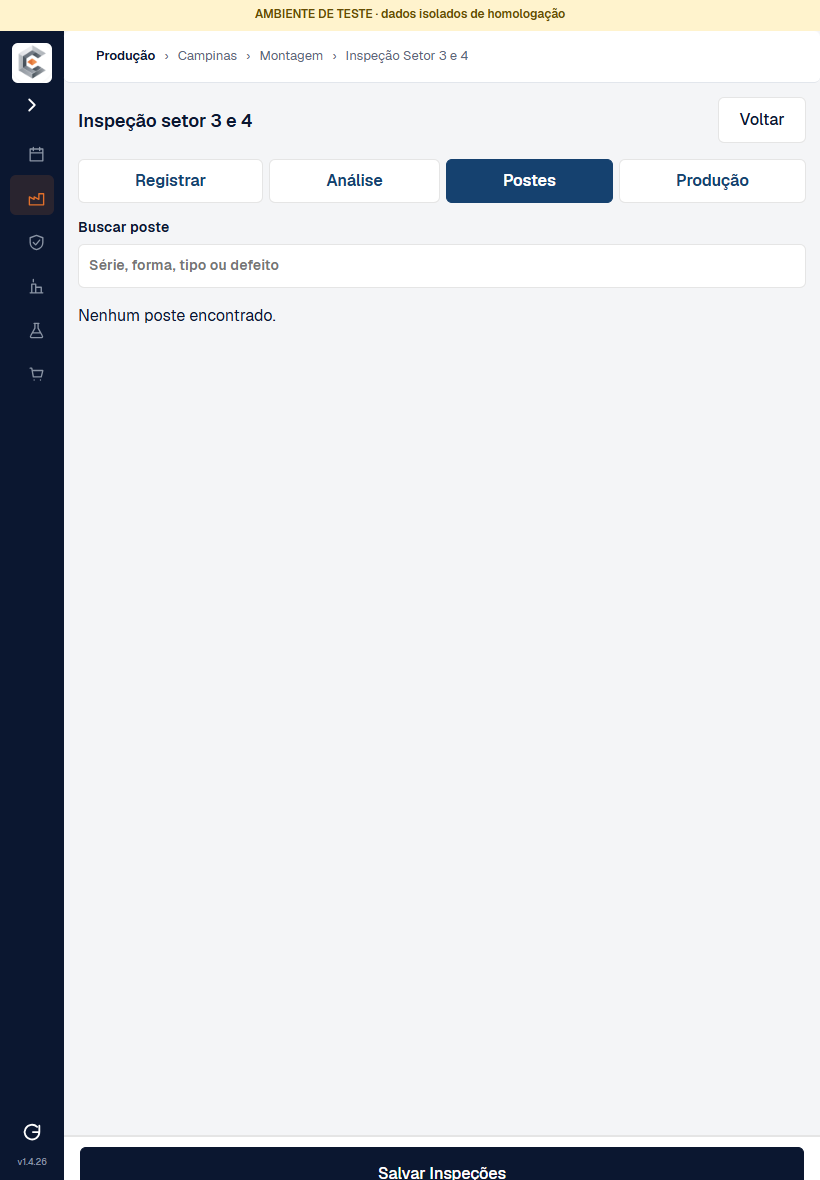 AMBIENTE DE TESTE · dados isolados de homologação
Produção › Campinas › Montagem › Inspeção Setor 3 e 4
Inspeção setor 3 e 4
Voltar
Registrar
Análise
Postes
Produção
Buscar poste
Série, forma, tipo ou defeito
Nenhum poste encontrado.
v1.4.26
Salvar Inspeções